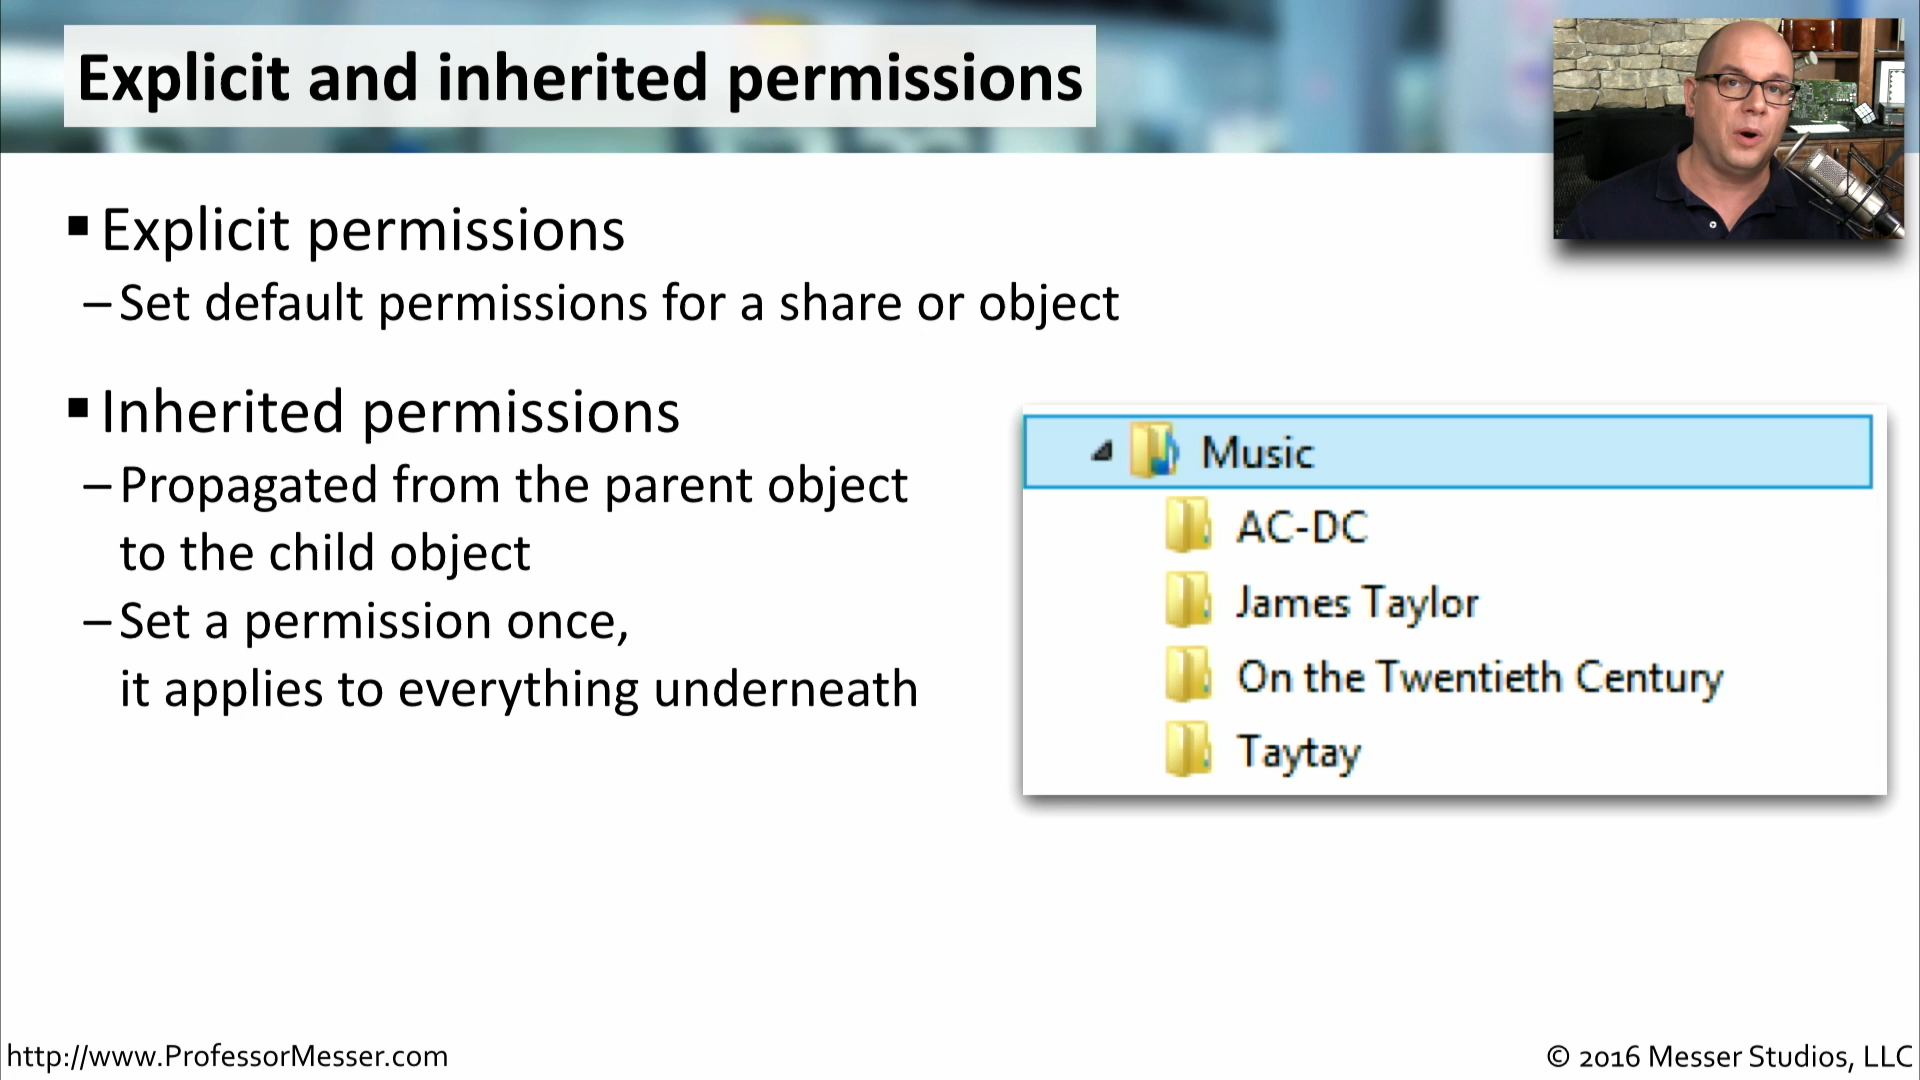 Explicit and inherited permissions
▪ Explicit permissions
– Set default permissions for a share or object
▪ Inherited permissions
– Propagated from the parent object
to the child object
– Set a permission once,
it applies to everything underneath
Music
AC-DC
James Taylor
On the Twentieth Century
Taytay
http://www.ProfessorMesser.com
© 2016 Messer Studios, LLC